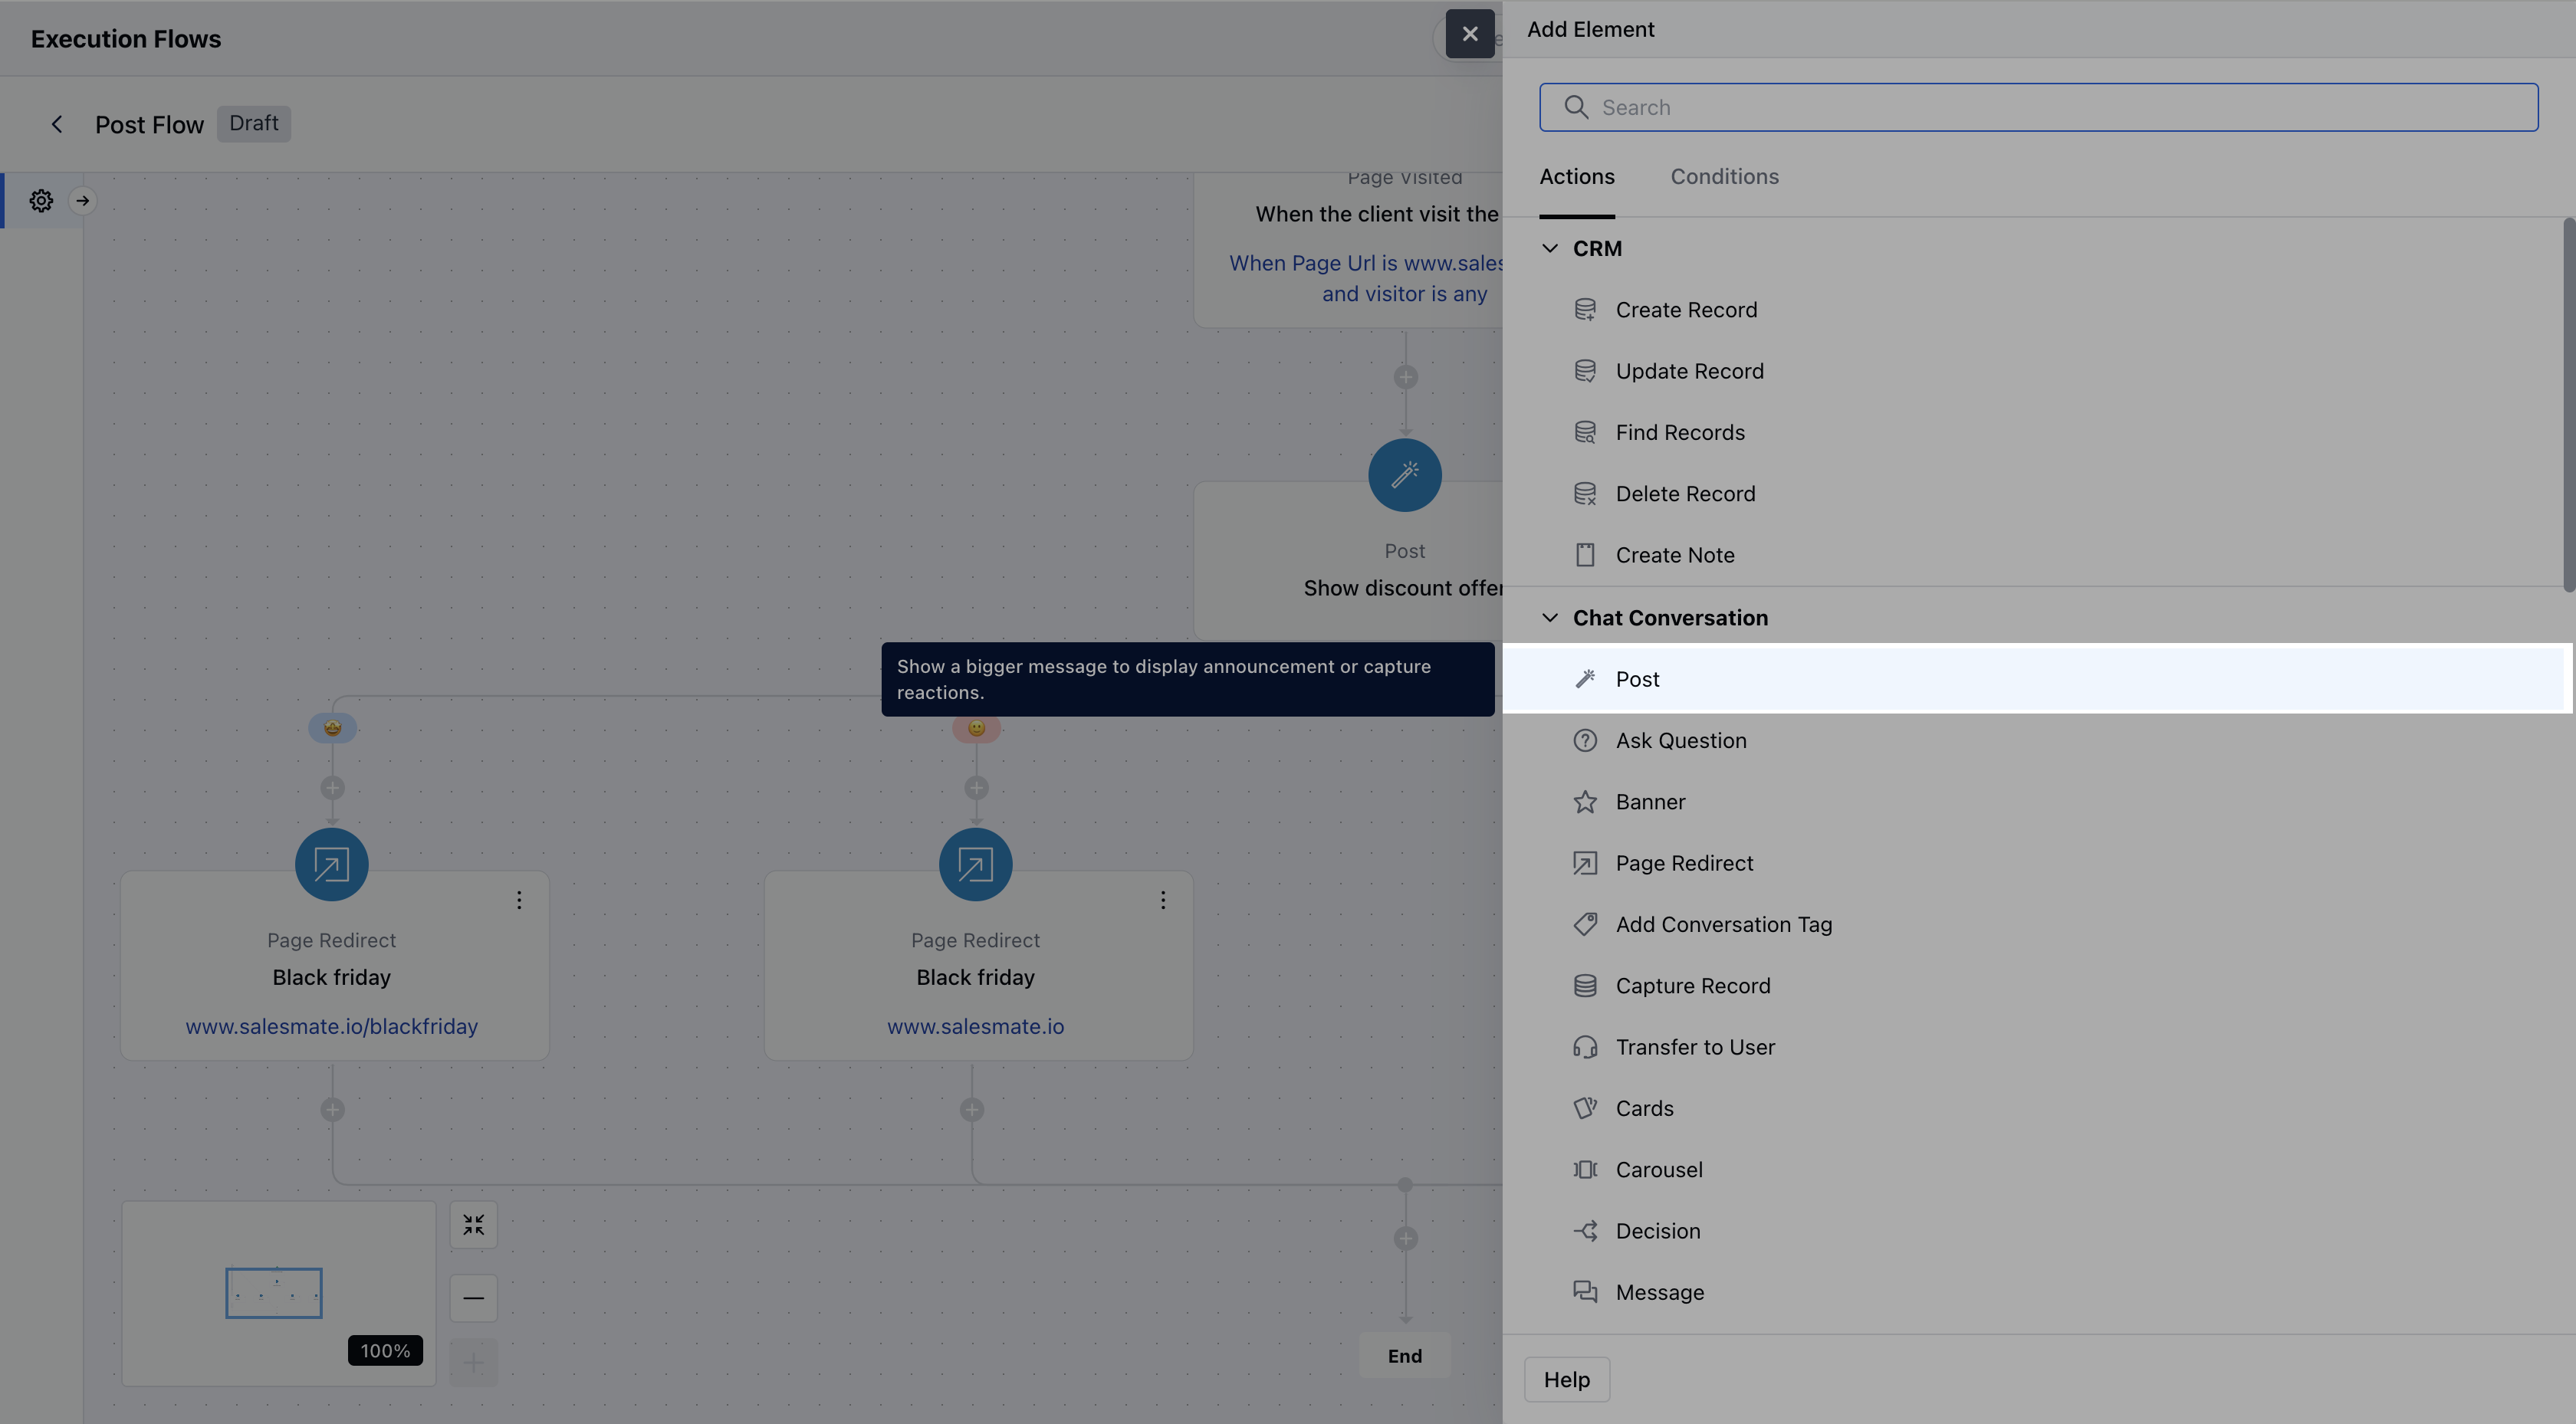 Execution Flows
Post Flow
Draft
Page Visited
When the client visit the
When Page Url is www.sales
and visitor is any
Post
Show discount offer
Show a bigger message to display announcement or capture
reactions.
Page Redirect
Black friday
www.salesmate.io/blackfriday
Page Redirect
Black friday
www.salesmate.io
100%
End
Add Element
Search
Actions
Conditions
CRM
Create Record
Update Record
Find Records
Delete Record
Create Note
Chat Conversation
Post
Ask Question
Banner
Page Redirect
Add Conversation Tag
Capture Record
Transfer to User
Cards
Carousel
Decision
Message
Help